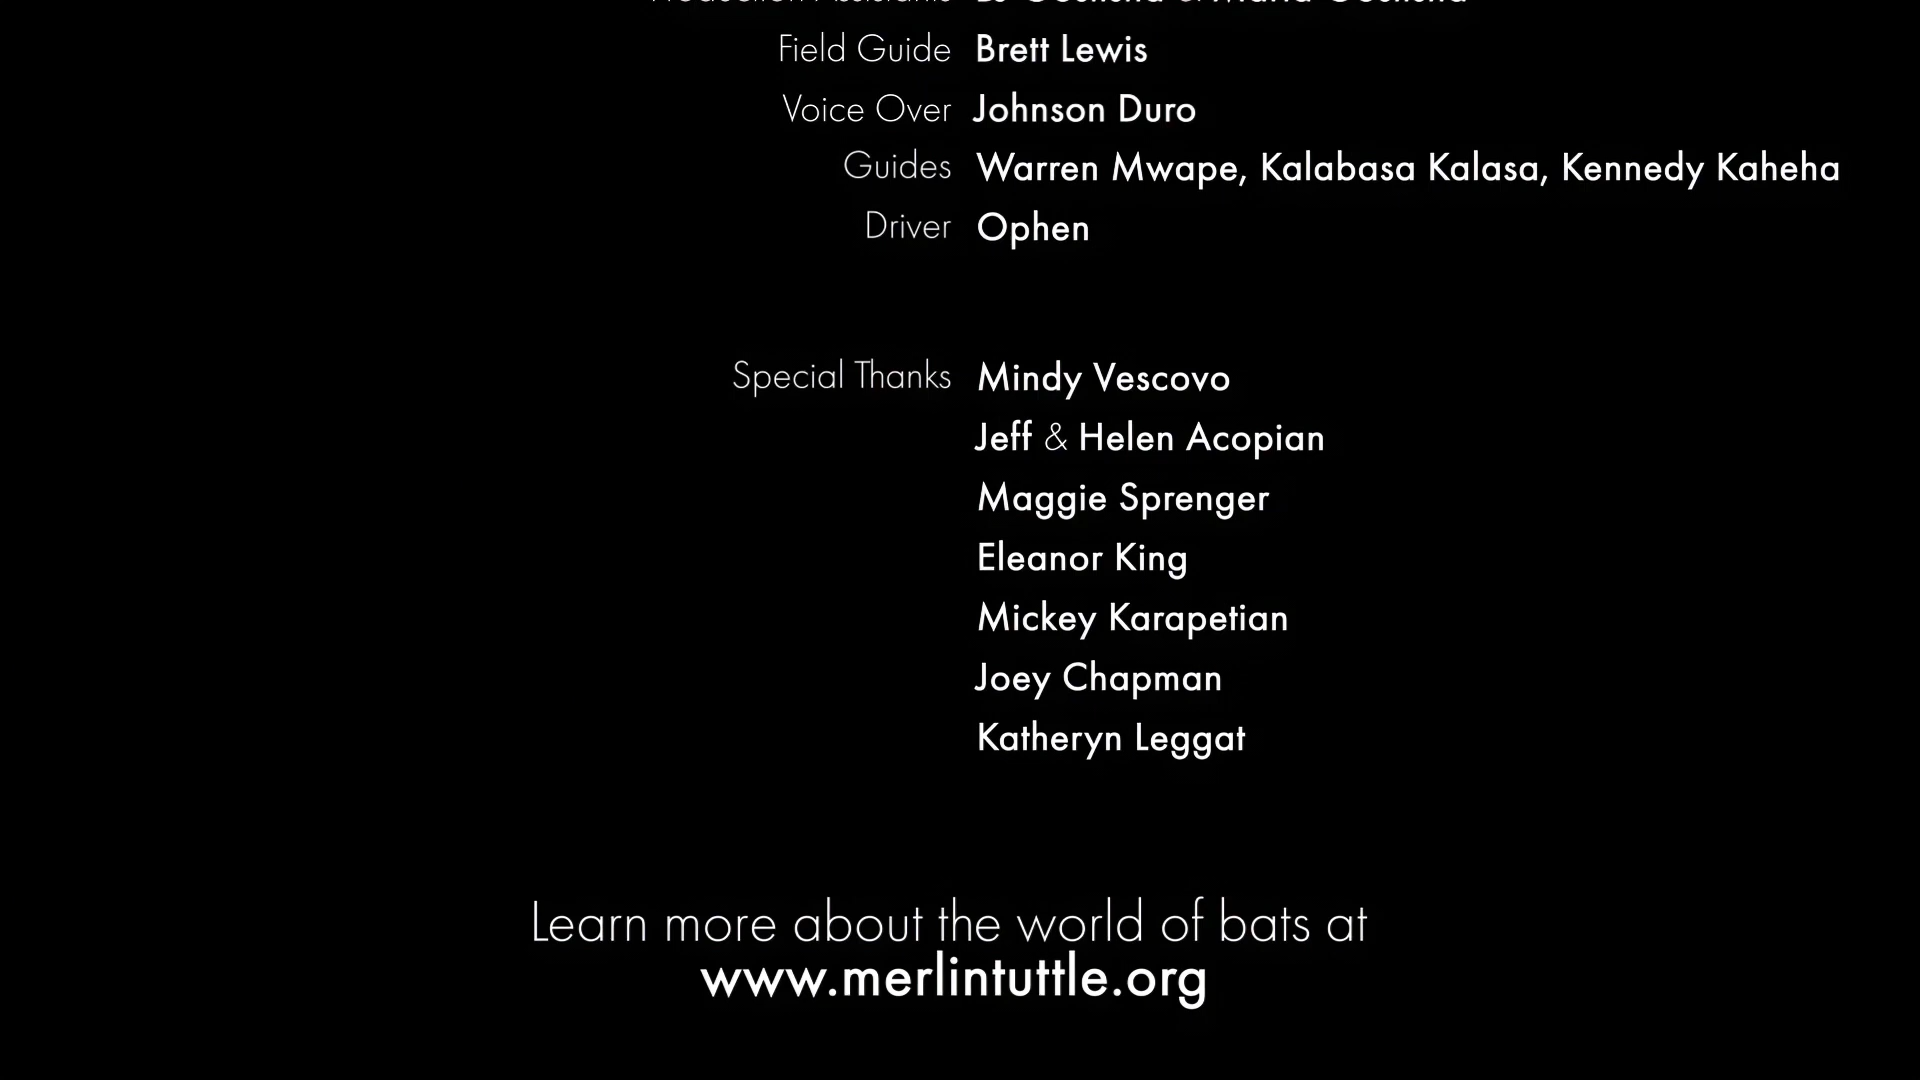 Field Guide Brett Lewis
Voice Over Johnson Duro
Guides Warren Mwape, Kalabasa Kalasa, Kennedy Kaheha
Driver Ophen
Special Thanks Mindy Vescovo
Jeff & Helen Acopian
Maggie Sprenger
Eleanor King
Mickey Karapetian
Joey Chapman
Katheryn Leggat
Learn more about the world of bats at
www.merlintuttle.org